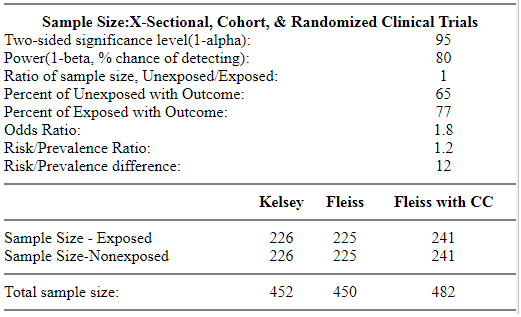 Sample Size:X-Sectional, Cohort, & Randomized Clinical Trials
Two-sided significance level(1-alpha): 95
Power(1-beta, % chance of detecting): 80
Ratio of sample size, Unexposed/Exposed: 1
Percent of Unexposed with Outcome: 65
Percent of Exposed with Outcome: 77
Odds Ratio: 1.8
Risk/Prevalence Ratio: 1.2
Risk/Prevalence difference: 12
Kelsey Fleiss Fleiss with CC
Sample Size - Exposed 226 225 241
Sample Size-Nonexposed 226 225 241
Total sample size: 452 450 482